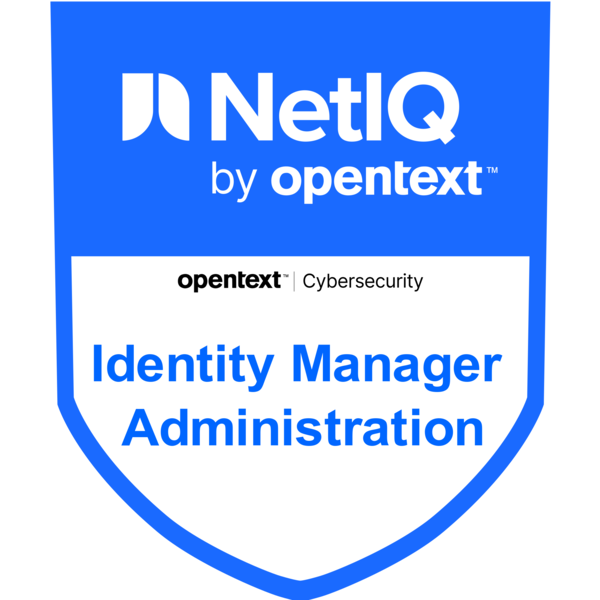 NetIQ
by opentext™
opentext™ | Cybersecurity
Identity Manager
Administration